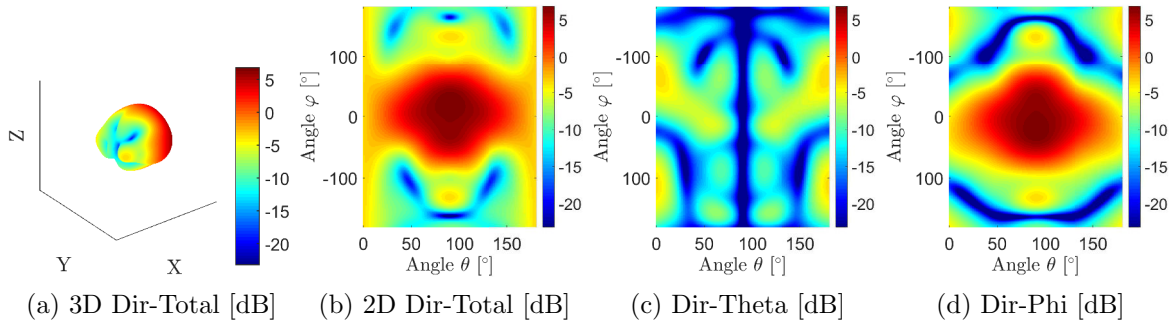 Z
Y
X
5
0
-5
-10
-15
-20
Angle φ [°]
100
0
-100
0 50 100 150
Angle θ [°]
5
0
-5
-10
-15
-20
Angle φ [°]
-100
0
100
0 50 100 150
Angle θ [°]
5
0
-5
-10
-15
-20
Angle φ [°]
-100
0
100
0 50 100 150
Angle θ [°]
5
0
-5
-10
-15
-20
(a) 3D Dir-Total [dB]
(b) 2D Dir-Total [dB]
(c) Dir-Theta [dB]
(d) Dir-Phi [dB]